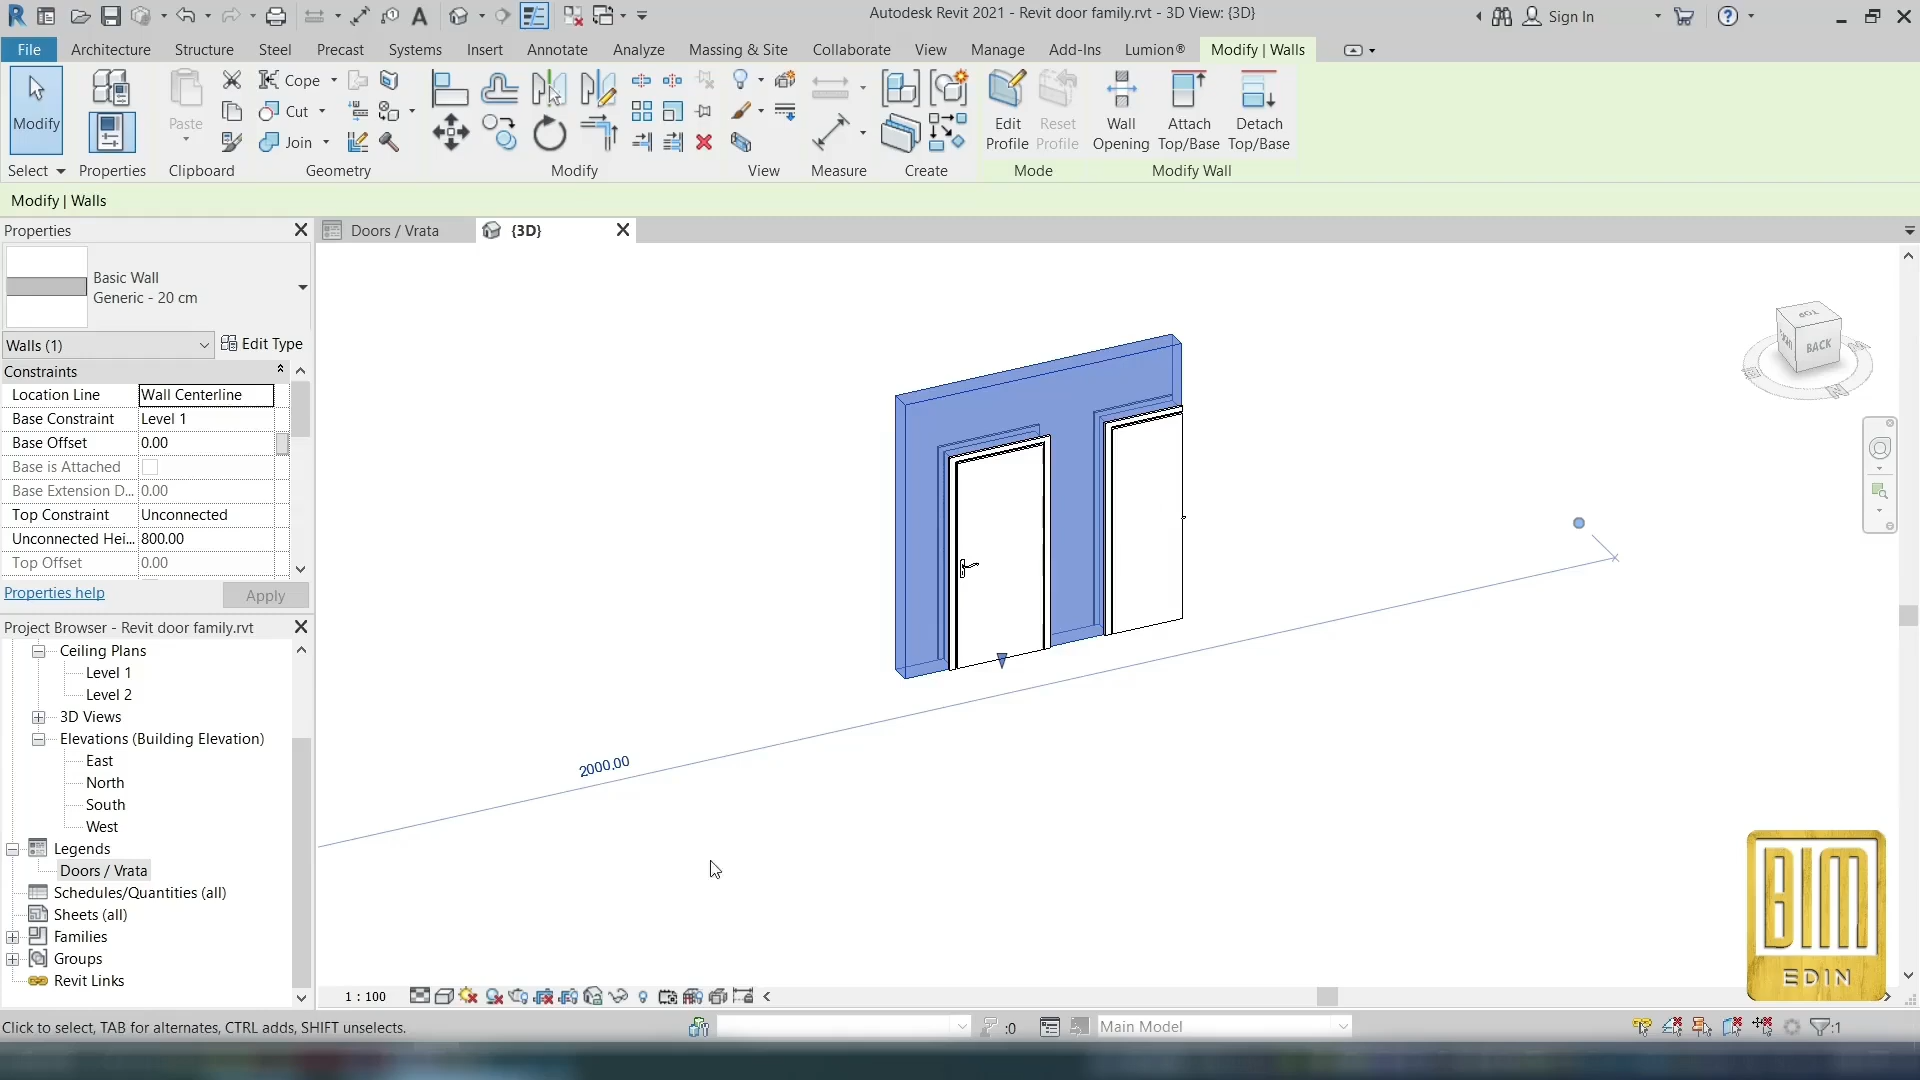 Autodesk Revit 2021 - Revit door family.rvt - 3D View: {3D}
Sign In
File
Architecture
Structure
Steel
Precast
Systems
Insert
Annotate
Analyze
Massing & Site
Collaborate
View
Manage
Add-Ins
Lumion®
Modify | Walls
Modify
Paste
Cope
Cut
Join
Edit
Profile
Reset
Profile
Wall
Opening
Attach
Top/Base
Detach
Top/Base
Select
Properties
Clipboard
Geometry
Modify
View
Measure
Create
Mode
Modify Wall
Modify | Walls
Properties
Basic Wall
Generic - 20 cm
Walls (1)
Edit Type
Constraints
Location Line Wall Centerline
Base Constraint Level 1
Base Offset 0.00
Base is Attached
Base Extension D... 0.00
Top Constraint Unconnected
Unconnected Hei... 800.00
Top Offset 0.00
Properties help
Apply
Project Browser - Revit door family.rvt
Ceiling Plans
Level 1
Level 2
3D Views
Elevations (Building Elevation)
East
North
South
West
Legends
Doors / Vrata
Schedules/Quantities (all)
Sheets (all)
Families
Groups
Revit Links
Doors / Vrata
{3D}
TOP
BACK
2000.00
BIM
EDIN
1 : 100
Click to select, TAB for alternates, CTRL adds, SHIFT unselects.
:0
Main Model
:1